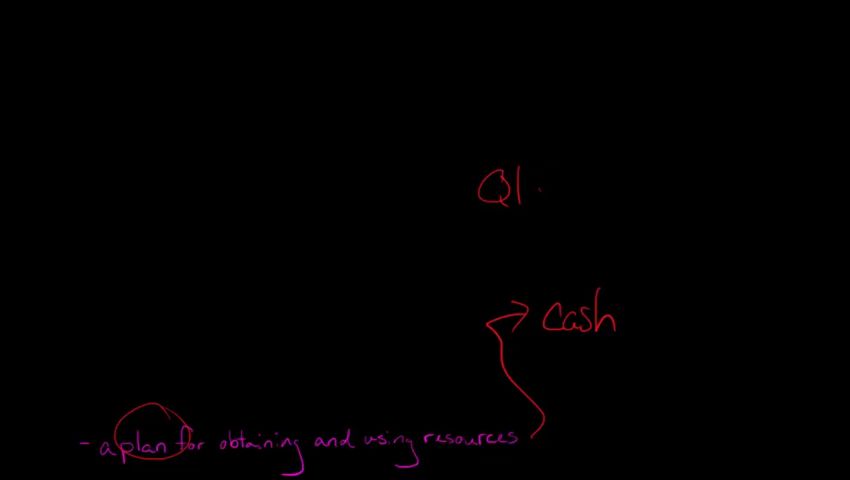 Q1
cash
- a plan for obtaining and using resources